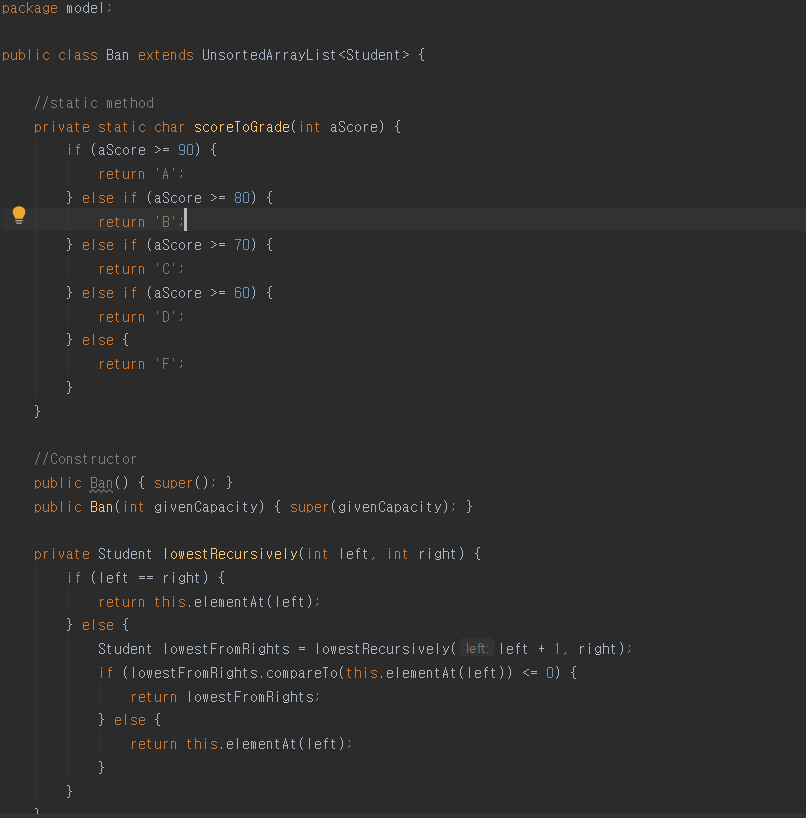 package model;
public class Ban extends UnsortedArrayList<Student> {
//static method
private static char scoreToGrade(int aScore) {
if (aScore >= 90) {
return 'A';
} else if (aScore >= 80) {
return 'B';
} else if (aScore >= 70) {
return 'C';
} else if (aScore >= 60) {
return 'D';
} else {
return 'F';
}
}
//Constructor
public Ban() { super(); }
public Ban(int givenCapacity) { super(givenCapacity); }
private Student lowestRecursively(int left, int right) {
if (left == right) {
return this.elementAt(left);
} else {
Student lowestFromRights = lowestRecursively( left: left + 1, right);
if (lowestFromRights.compareTo(this.elementAt(left)) <= 0) {
return lowestFromRights;
} else {
return this.elementAt(left);
}
}